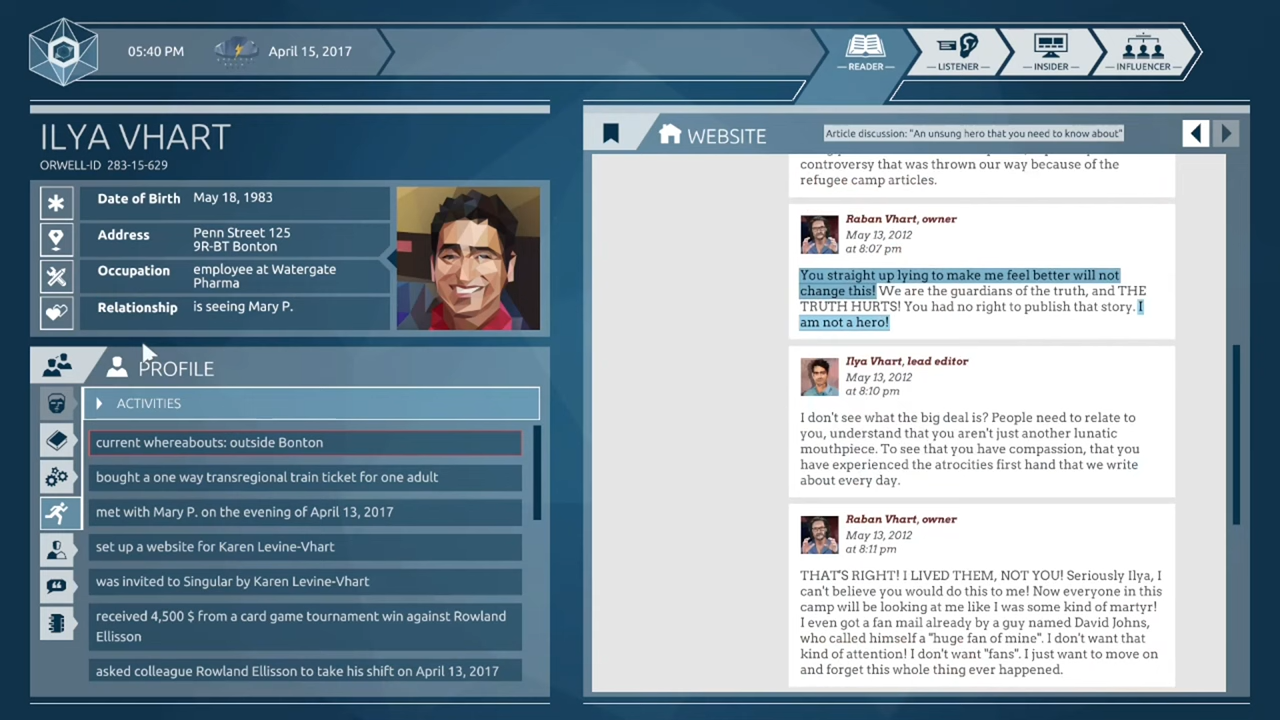 05:40 PM
April 15, 2017
READER
LISTENER
INSIDER
INFLUENCER
ILYA VHART
ORWELL-ID 283-15-629
Date of Birth May 18, 1983
Address Penn Street 125
9R-BT Bonton
Occupation employee at Watergate
Pharma
Relationship is seeing Mary P.
PROFILE
ACTIVITIES
current whereabouts: outside Bonton
bought a one way transregional train ticket for one adult
met with Mary P. on the evening of April 13, 2017
set up a website for Karen Levine-Vhart
was invited to Singular by Karen Levine-Vhart
received 4,500 $ from a card game tournament win against Rowland
Ellisson
asked colleague Rowland Ellisson to take his shift on April 13, 2017
WEBSITE
Article discussion: "An unsung hero that you need to know about"
controversy that was thrown our way because of the
refugee camp articles.
Raban Vhart, owner
May 13, 2012
at 8:07 pm
You straight up lying to make me feel better will not
change this! We are the guardians of the truth, and THE
TRUTH HURTS! You had no right to publish that story. I
am not a hero!
Ilya Vhart, lead editor
May 13, 2012
at 8:10 pm
I don't see what the big deal is? People need to relate to
you, understand that you aren't just another lunatic
mouthpiece. To see that you have compassion, that you
have experienced the atrocities first hand that we write
about every day.
Raban Vhart, owner
May 13, 2012
at 8:11 pm
THAT'S RIGHT! I LIVED THEM, NOT YOU! Seriously Ilya, I
can't believe you would do this to me! Now everyone in this
camp will be looking at me like I was some kind of martyr!
I even got a fan mail already by a guy named David Johns,
who called himself a "huge fan of mine". I don't want that
kind of attention! I don't want "fans". I just want to move on
and forget this whole thing ever happened.